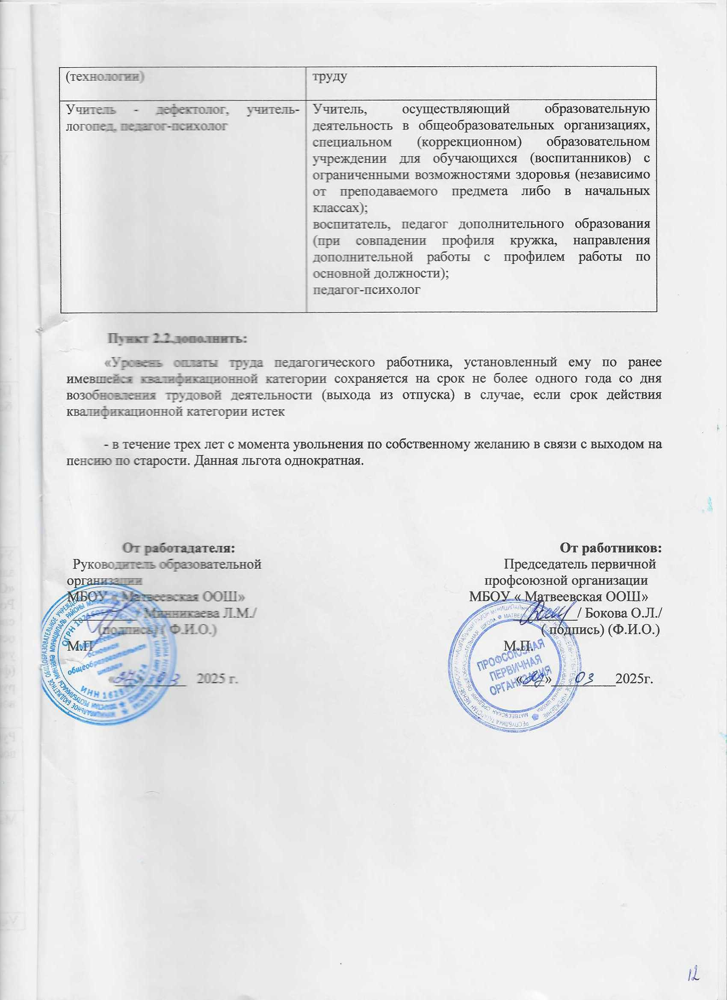 (технологии)
труду
Учитель - дефектолог, учитель-
логопед, педагог-психолог
Учитель, осуществляющий образовательную
деятельность в общеобразовательных организациях,
специальном (коррекционном) образовательном
учреждении для обучающихся (воспитанников) с
ограниченными возможностями здоровья (независимо
от преподаваемого предмета либо в начальных
классах);
воспитатель, педагог дополнительного образования
(при совпадении профиля кружка, направления
дополнительной работы с профилем работы по
основной должности);
педагог-психолог
Пункт 2.2.дополнить:
«Уровень оплаты труда педагогического работника, установленный ему по ранее
имевшейся квалификационной категории сохраняется на срок не более одного года со дня
возобновления трудовой деятельности (выхода из отпуска) в случае, если срок действия
квалификационной категории истек
- в течение трех лет с момента увольнения по собственному желанию в связи с выходом на
пенсию по старости. Данная льгота однократная.
От работадателя:
Руководитель образовательной
организации
МБОУ « Матвеевская ООШ»
Минникаева Л.М./
(подпись) ( Ф.И.О.)
М.П
03 2025 г.
основная
общеобразовательная
школа»
ОГРН
ИНН
От работников:
Председатель первичной
профсоюзной организации
МБОУ « Матвеевская ООШ»
/ Бокова О.Л./
( подпись) (Ф.И.О.)
М.П.
« » 03 2025г.
ПРОФСОЮЗНАЯ
ПЕРВИЧНАЯ
ОРГАНИЗАЦИЯ
12